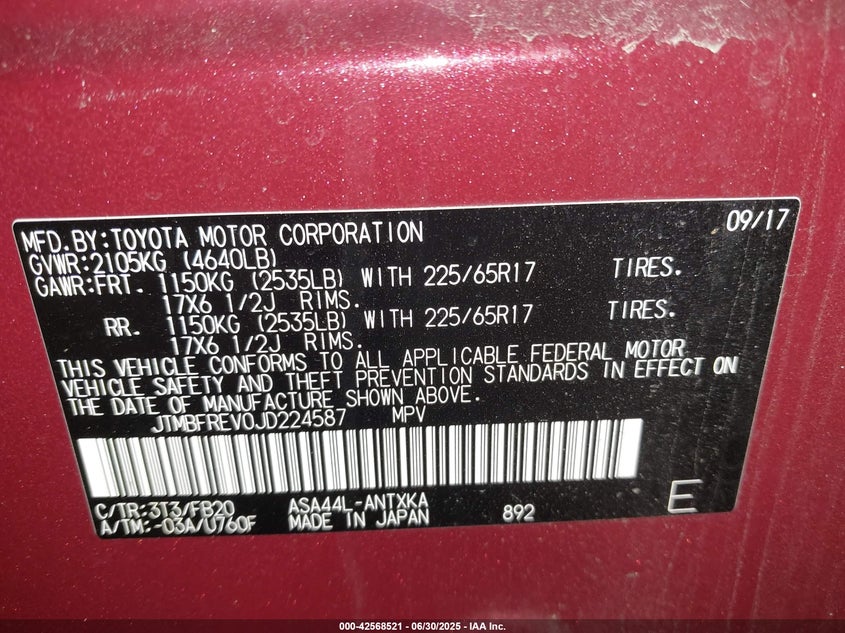 MFD.BY:TOYOTA MOTOR CORPORATION 09/17
GVWR:2105KG (4640LB)
GAWR:FRT. 1150KG (2535LB) WITH 225/65R17 TIRES.
17X6 1/2J RIMS.
RR. 1150KG (2535LB) WITH 225/65R17 TIRES.
17X6 1/2J RIMS.
THIS VEHICLE CONFORMS TO ALL APPLICABLE FEDERAL MOTOR
VEHICLE SAFETY AND THEFT PREVENTION STANDARDS IN EFFECT ON
THE DATE OF MANUFACTURE SHOWN ABOVE.
JTMBFREV0JD224587 MPV
C/TR:3T3/FB20 ASA44L-ANTXKA
A/TM:-03A/U760F MADE IN JAPAN 892 E
000-42568521 | 06/30/2025 - IAA Inc.